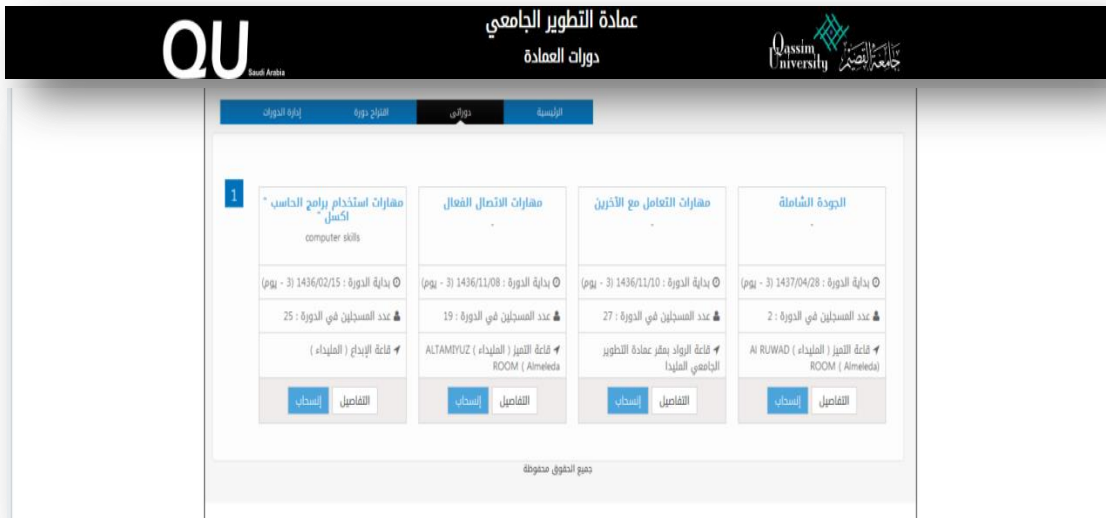 عمادة التطوير الجامعي
دورات العمادة
Qassim University
جامعة القصيم
QU
Saudi Arabia
الرئيسية
دوراتى
اقتراح دورة
إدارة الدورات
الجودة الشاملة
-
بداية الدورة : 1437/04/28 (3 - يوم)
عدد المسجلين في الدورة : 2
قاعة التميز ( المليداء ) Al RUWAD
ROOM ( Almeleda)
التفاصيل
إنسحاب
مهارات التعامل مع الآخرين
-
بداية الدورة : 1436/11/10 (3 - يوم)
عدد المسجلين في الدورة : 27
قاعة الرواد بمقر عمادة التطوير
الجامعي المليدا
التفاصيل
إنسحاب
مهارات الاتصال الفعال
-
بداية الدورة : 1436/11/08 (3 - يوم)
عدد المسجلين في الدورة : 19
قاعة التميز ( المليداء ) ALTAMIYUZ
ROOM ( Almeleda
التفاصيل
إنسحاب
مهارات استخدام برامج الحاسب "
اكسل "
computer skills
بداية الدورة : 1436/02/15 (3 - يوم)
عدد المسجلين في الدورة : 25
قاعة الإبداع ( المليداء )
التفاصيل
إنسحاب
1
جميع الحقوق محفوظة